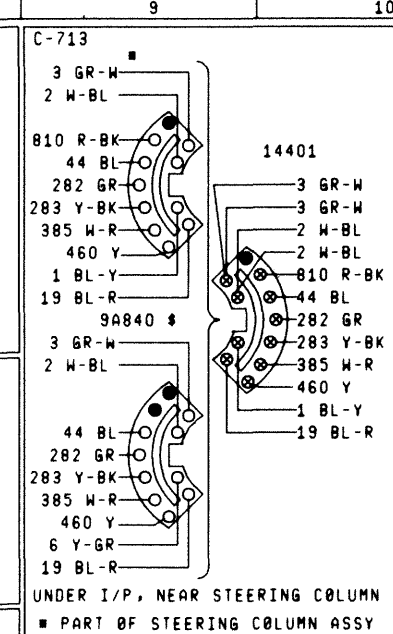 9 10
C-713
■
3 GR-W
2 W-BL
810 R-BK
44 BL
282 GR
283 Y-BK
385 W-R
460 Y
1 BL-Y
19 BL-R
9A840 $
3 GR-W
2 W-BL
44 BL
282 GR
283 Y-BK
385 W-R
460 Y
6 Y-GR
19 BL-R
14401
3 GR-W
3 GR-W
2 W-BL
2 W-BL
810 R-BK
44 BL
282 GR
283 Y-BK
385 W-R
460 Y
1 BL-Y
19 BL-R
UNDER I/P, NEAR STEERING COLUMN
■ PART OF STEERING COLUMN ASSY